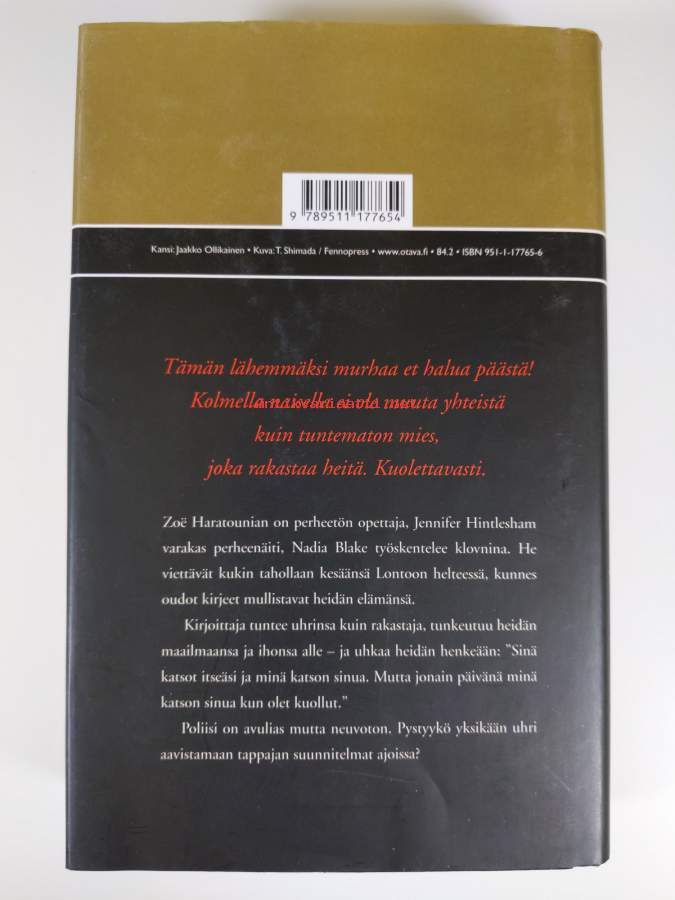 9 789511 177654
Kansi: Jaakko Ollikainen • Kuva: T. Shimada / Fennopress • www.otava.fi • 84.2 • ISBN 951-1-17765-6
Tämän lähemmäksi murhaa et halua päästä!
Kolmella naisella ei ole muuta yhteistä
kuin tuntematon mies,
joka rakastaa heitä. Kuolettavasti.
Zoë Haratounian on perheetön opettaja, Jennifer Hintlesham
varakas perheenäiti, Nadia Blake työskentelee klovnina. He
viettävät kukin tahollaan kesäänsä Lontoon helteessä, kunnes
oudot kirjeet mullistavat heidän elämänsä.
Kirjoittaja tuntee uhrinsa kuin rakastaja, tunkeutuu heidän
maailmaansa ja ihonsa alle – ja uhkaa heidän henkeään: ”Sinä
katsot itseäsi ja minä katson sinua. Mutta jonain päivänä minä
katson sinua kun olet kuollut.”
Poliisi on avulias mutta neuvoton. Pystyykö yksikään uhri
aavistamaan tappajan suunnitelmat ajoissa?